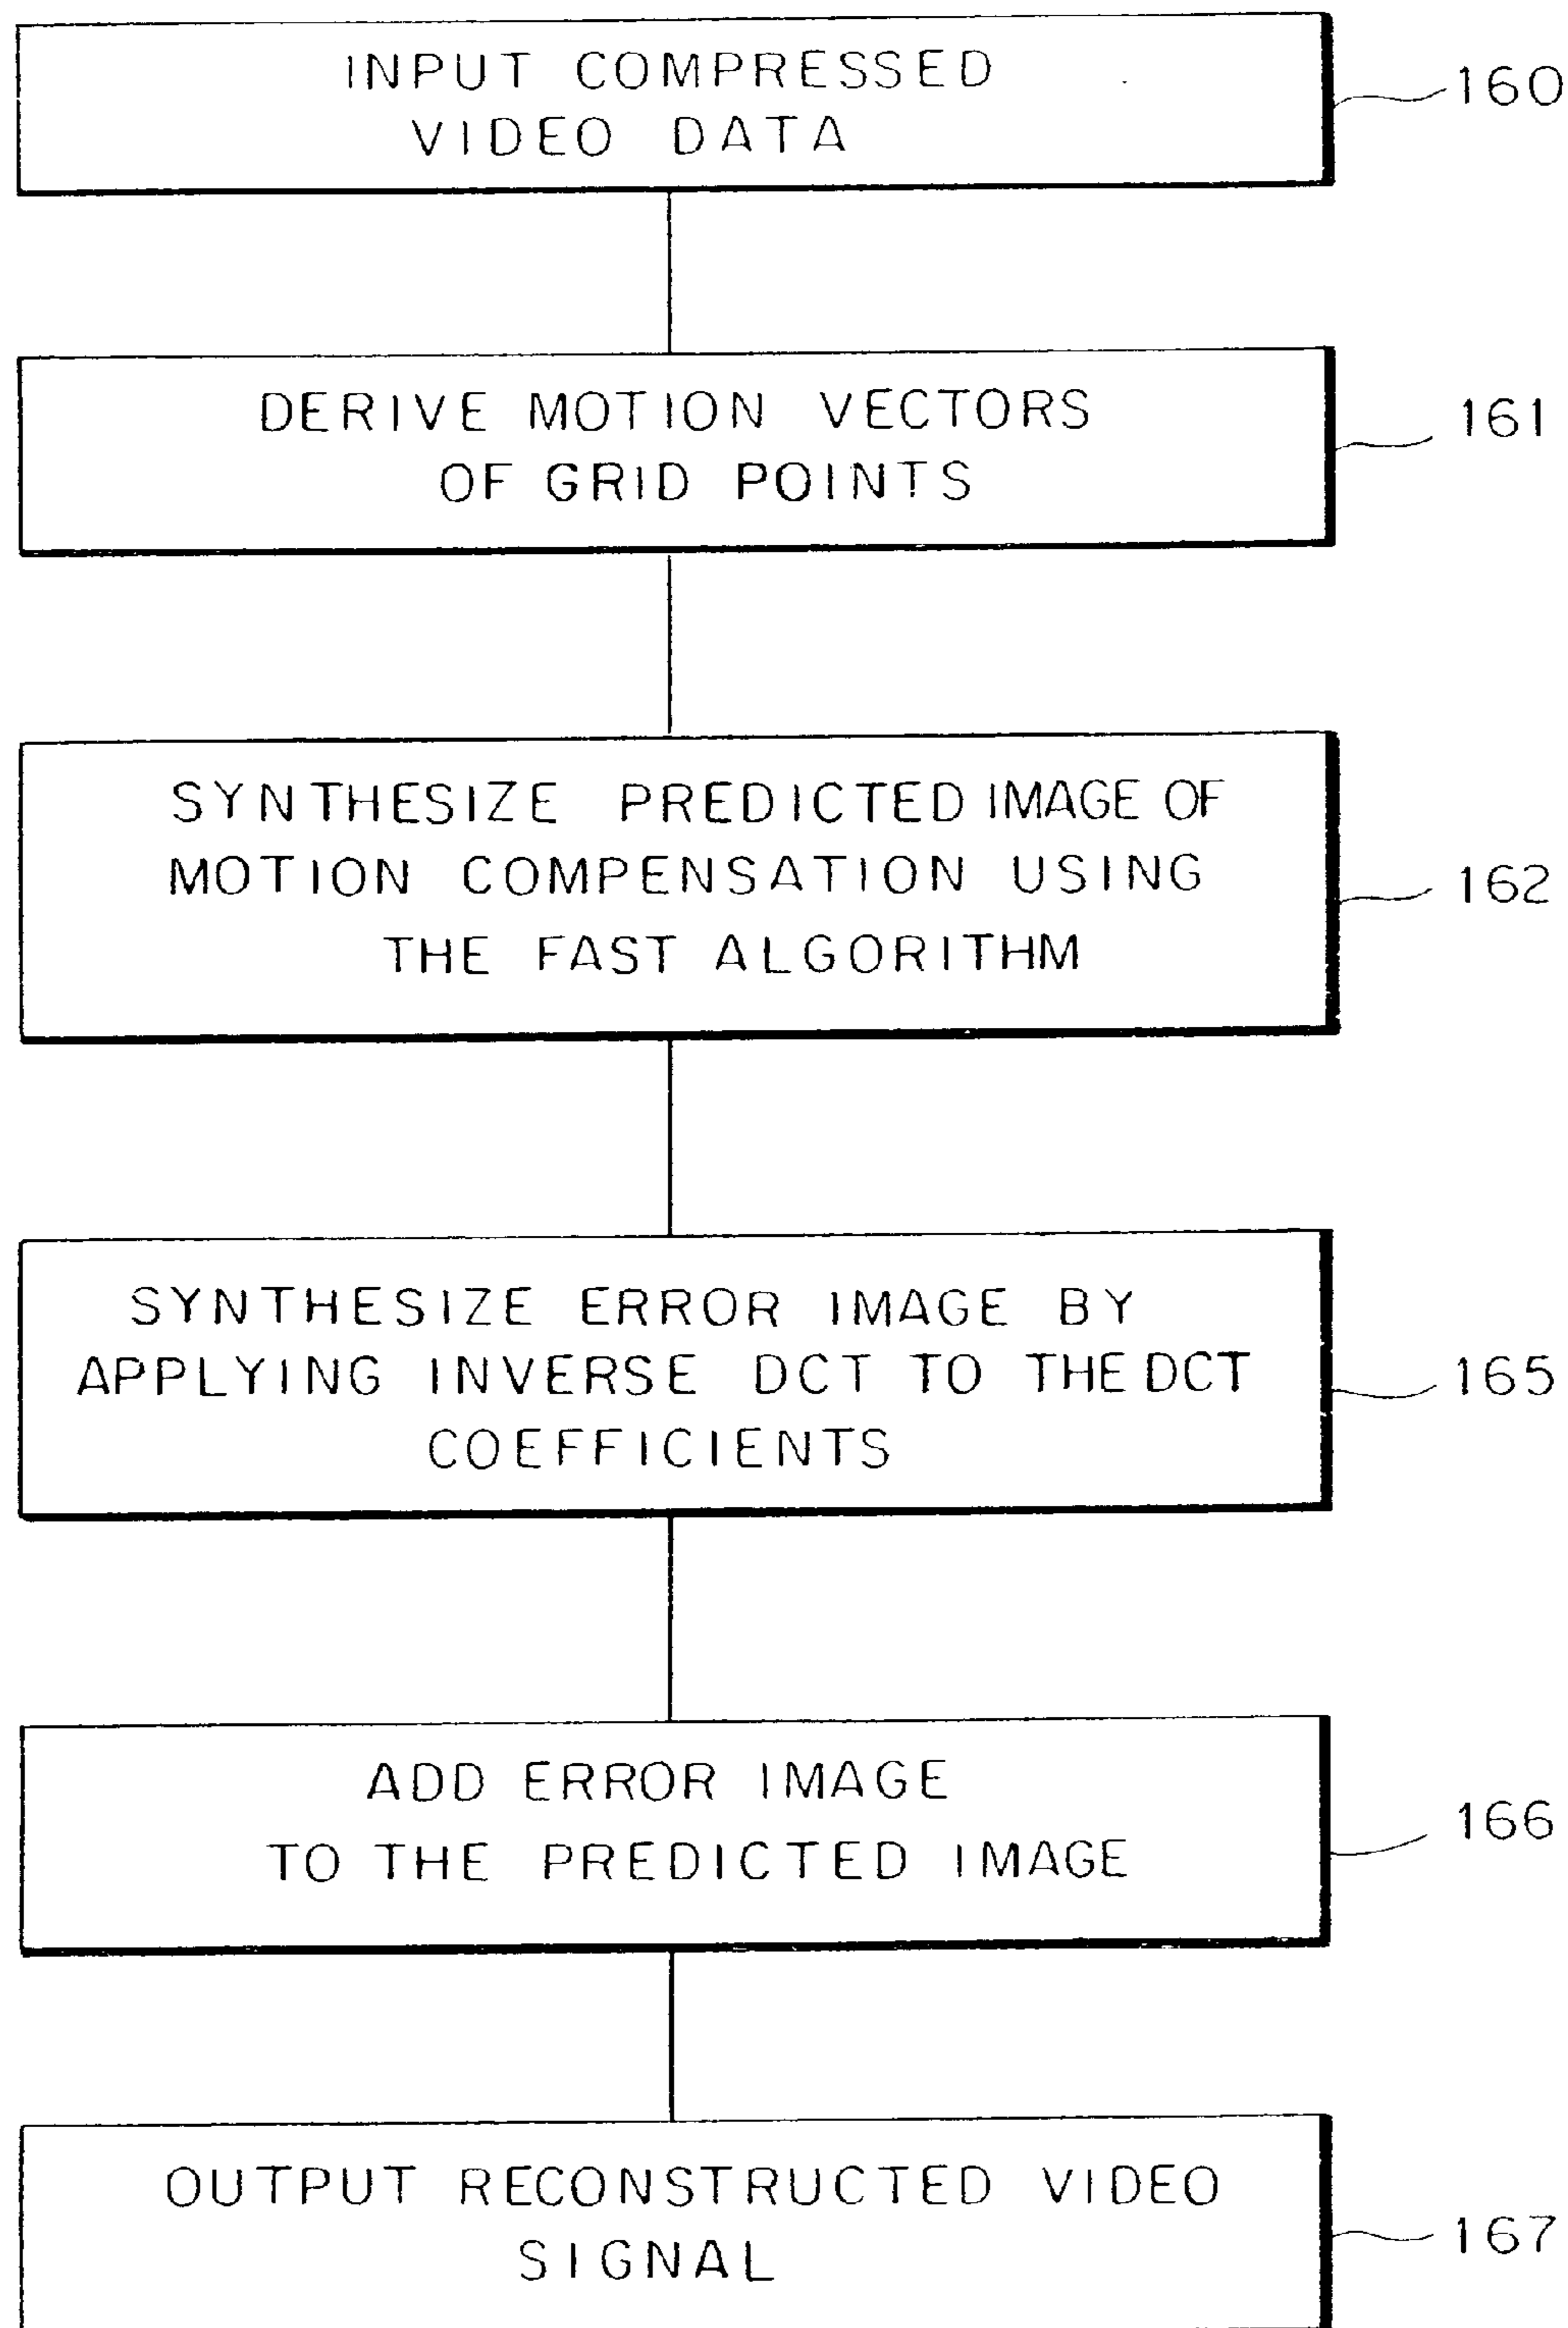 INPUT COMPRESSED
VIDEO DATA
160
DERIVE MOTION VECTORS
OF GRID POINTS
161
SYNTHESIZE PREDICTED IMAGE OF
MOTION COMPENSATION USING
THE FAST ALGORITHM
162
SYNTHESIZE ERROR IMAGE BY
APPLYING INVERSE DCT TO THE DCT
COEFFICIENTS
165
ADD ERROR IMAGE
TO THE PREDICTED IMAGE
166
OUTPUT RECONSTRUCTED VIDEO
SIGNAL
167